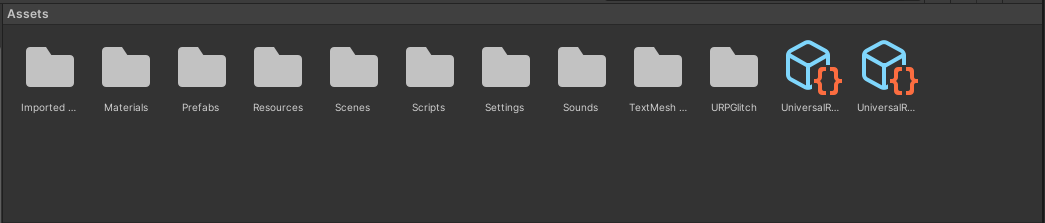 Assets
Imported ...
Materials
Prefabs
Resources
Scenes
Scripts
Settings
Sounds
TextMesh ...
URPGlitch
UniversalR...
UniversalR...